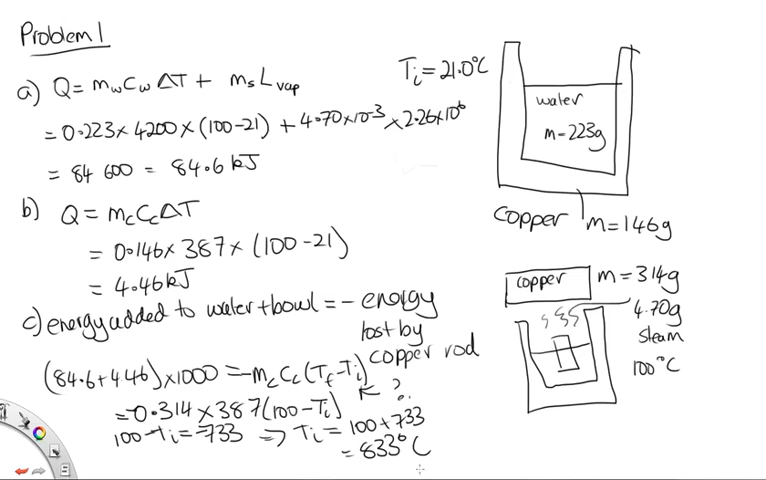 Problem 1
a) Q = mwCwΔT + msLvap
= 0.223 × 4200 × (100-21) + 4.70×10-3 × 2.26×10⁶
= 84 600 = 84.6 kJ
b) Q = mcCcΔT
= 0.146 × 387 × (100-21)
= 4.46kJ
c) energy added to water + bowl = - energy
lost by
copper rod
(84.6 + 4.46) × 1000 = -mcCc (Tf - Ti)
?
= -0.314 × 387 (100 - Ti)
100 - Ti = -733 ⇒ Ti = 100 + 733
= 833°C
Ti = 21.0°C
water
m=223g
copper
m=146g
copper
m=314g
4.70g
steam
100°C